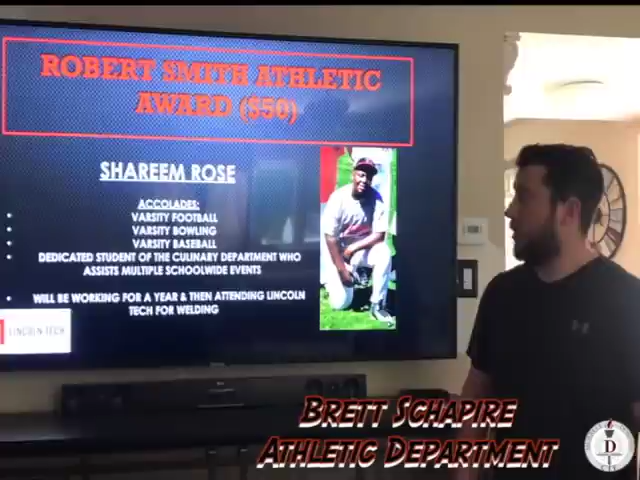 ROBERT SMITH ATHLETIC
AWARD ($50)
SHAREEM ROSE
ACCOLADES:
• VARSITY FOOTBALL
• VARSITY BOWLING
• VARSITY BASEBALL
• DEDICATED STUDENT OF THE CULINARY DEPARTMENT WHO
ASSISTS MULTIPLE SCHOOLWIDE EVENTS
• WILL BE WORKING FOR A YEAR & THEN ATTENDING LINCOLN
TECH FOR WELDING
LINCOLN TECH
BRETT SCHAPIRE
ATHLETIC DEPARTMENT
D